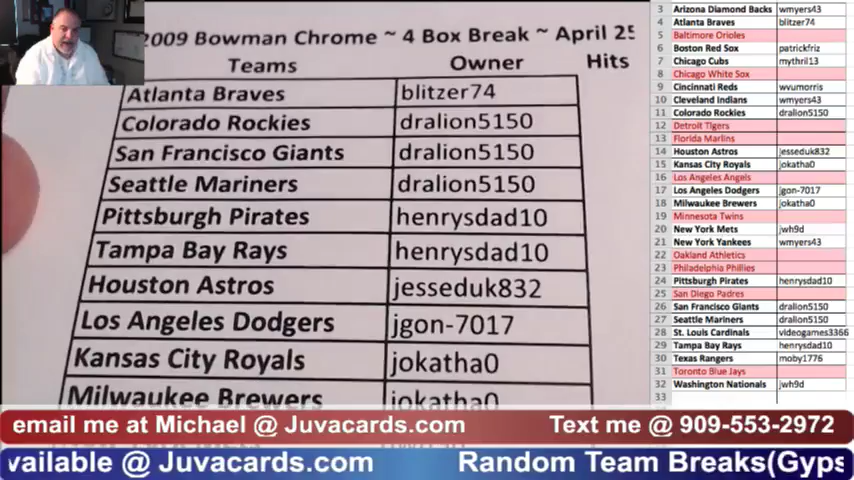 2009 Bowman Chrome ~ 4 Box Break ~ April 25
Teams Owner Hits
Atlanta Braves blitzer74
Colorado Rockies dralion5150
San Francisco Giants dralion5150
Seattle Mariners dralion5150
Pittsburgh Pirates henrysdad10
Tampa Bay Rays henrysdad10
Houston Astros jesseduk832
Los Angeles Dodgers jgon-7017
Kansas City Royals jokatha0
Milwaukee Brewers jokatha0
3 Arizona Diamond Backs wmyers43
4 Atlanta Braves blitzer74
5 Baltimore Orioles
6 Boston Red Sox patrickfriz
7 Chicago Cubs mythril13
8 Chicago White Sox
9 Cincinnati Reds wvumorris
10 Cleveland Indians wmyers43
11 Colorado Rockies dralion5150
12 Detroit Tigers
13 Florida Marlins
14 Houston Astros jesseduk832
15 Kansas City Royals jokatha0
16 Los Angeles Angels
17 Los Angeles Dodgers jgon-7017
18 Milwaukee Brewers jokatha0
19 Minnesota Twins
20 New York Mets jwh9d
21 New York Yankees wmyers43
22 Oakland Athletics
23 Philadelphia Phillies
24 Pittsburgh Pirates henrysdad10
25 San Diego Padres
26 San Francisco Giants dralion5150
27 Seattle Mariners dralion5150
28 St. Louis Cardinals videogames3366
29 Tampa Bay Rays henrysdad10
30 Texas Rangers moby1776
31 Toronto Blue Jays
32 Washington Nationals jwh9d
33
email me at Michael @ Juvacards.com Text me @ 909-553-2972
vailable @ Juvacards.com Random Team Breaks(Gyps